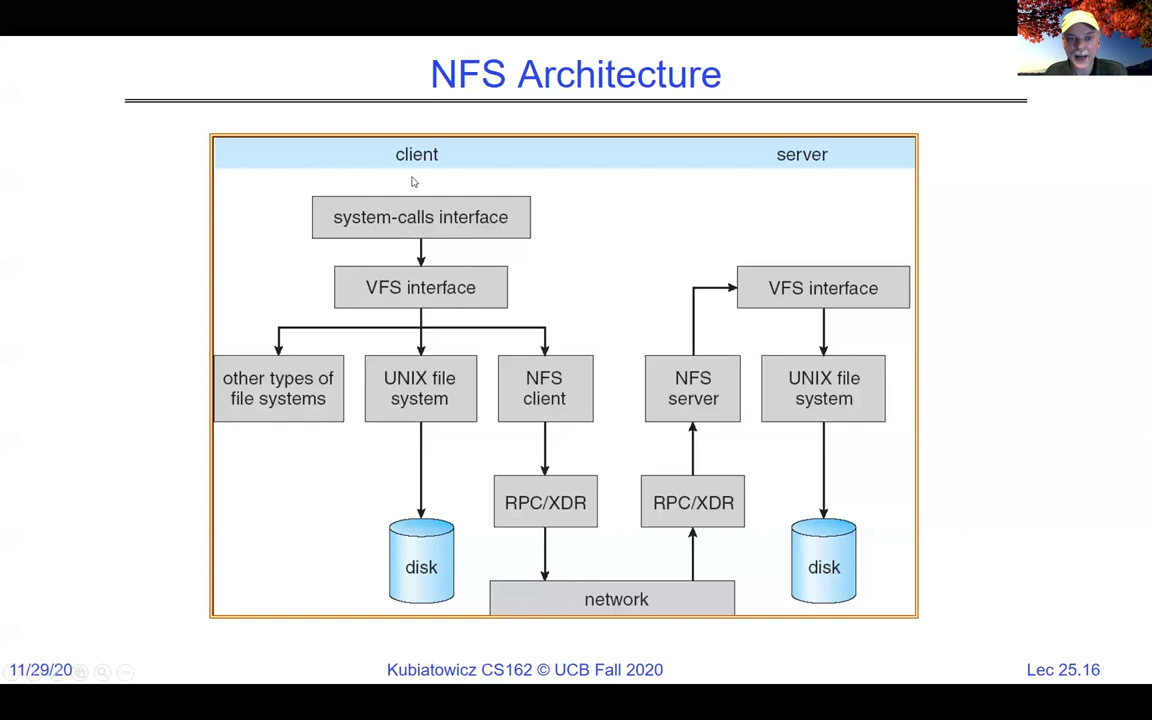 NFS Architecture
client
server
system-calls interface
VFS interface
VFS interface
other types of
file systems
UNIX file
system
NFS
client
NFS
server
UNIX file
system
RPC/XDR
RPC/XDR
disk
disk
network
11/29/20
Kubiatowicz CS162 © UCB Fall 2020
Lec 25.16